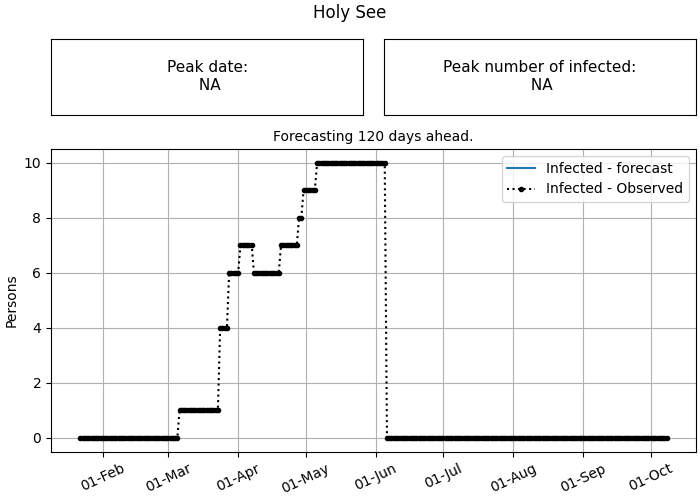 Holy See
Peak date:
NA
Peak number of infected:
NA
Forecasting 120 days ahead.
Infected - forecast
Infected - Observed
Persons
10
8
6
4
2
0
01-Feb
01-Mar
01-Apr
01-May
01-Jun
01-Jul
01-Aug
01-Sep
01-Oct